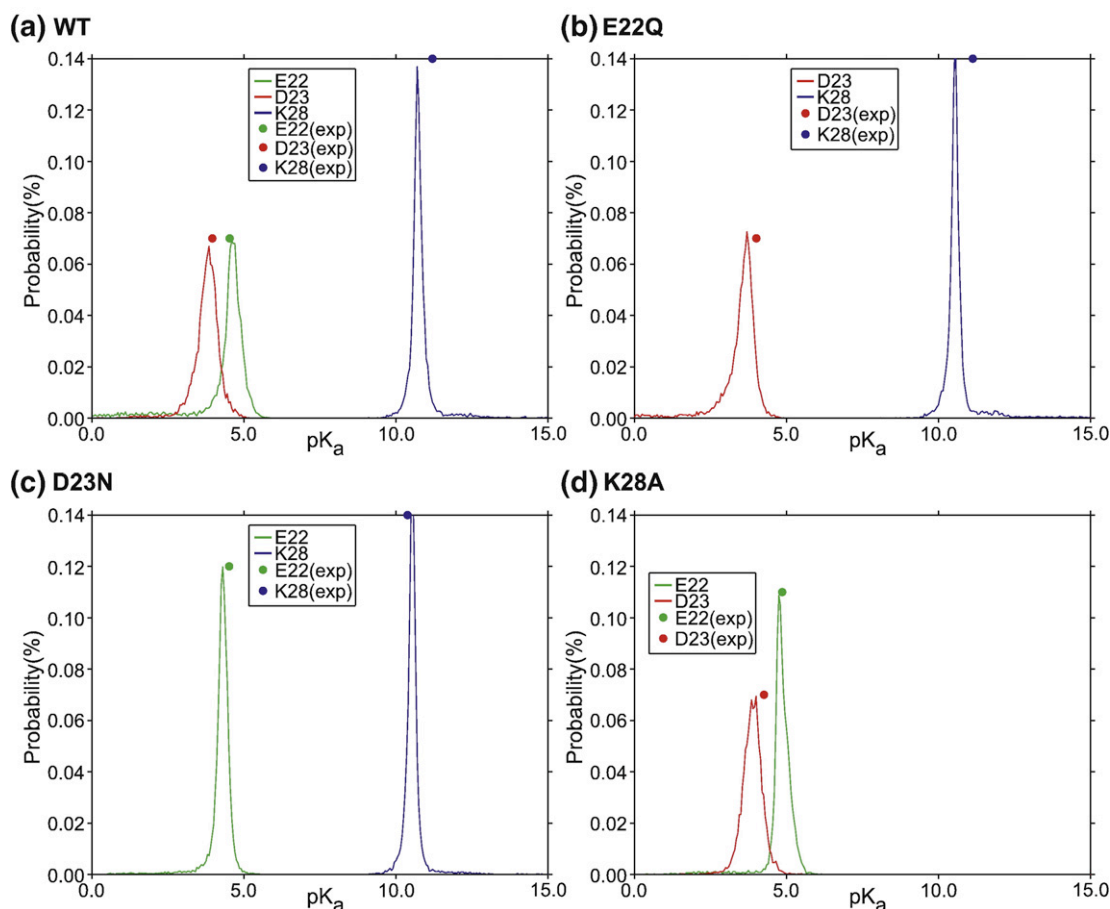 (a) WT
0.14
0.12
0.10
0.08
0.06
0.04
0.02
0.00
Probability(%)
E22
D23
K28
E22(exp)
D23(exp)
K28(exp)
0.0 5.0 10.0 15.0
pKa
(b) E22Q
0.14
0.12
0.10
0.08
0.06
0.04
0.02
0.00
Probability(%)
D23
K28
D23(exp)
K28(exp)
0.0 5.0 10.0 15.0
pKa
(c) D23N
0.14
0.12
0.10
0.08
0.06
0.04
0.02
0.00
Probability(%)
E22
K28
E22(exp)
K28(exp)
0.0 5.0 10.0 15.0
pKa
(d) K28A
0.14
0.12
0.10
0.08
0.06
0.04
0.02
0.00
Probability(%)
E22
D23
E22(exp)
D23(exp)
0.0 5.0 10.0 15.0
pKa